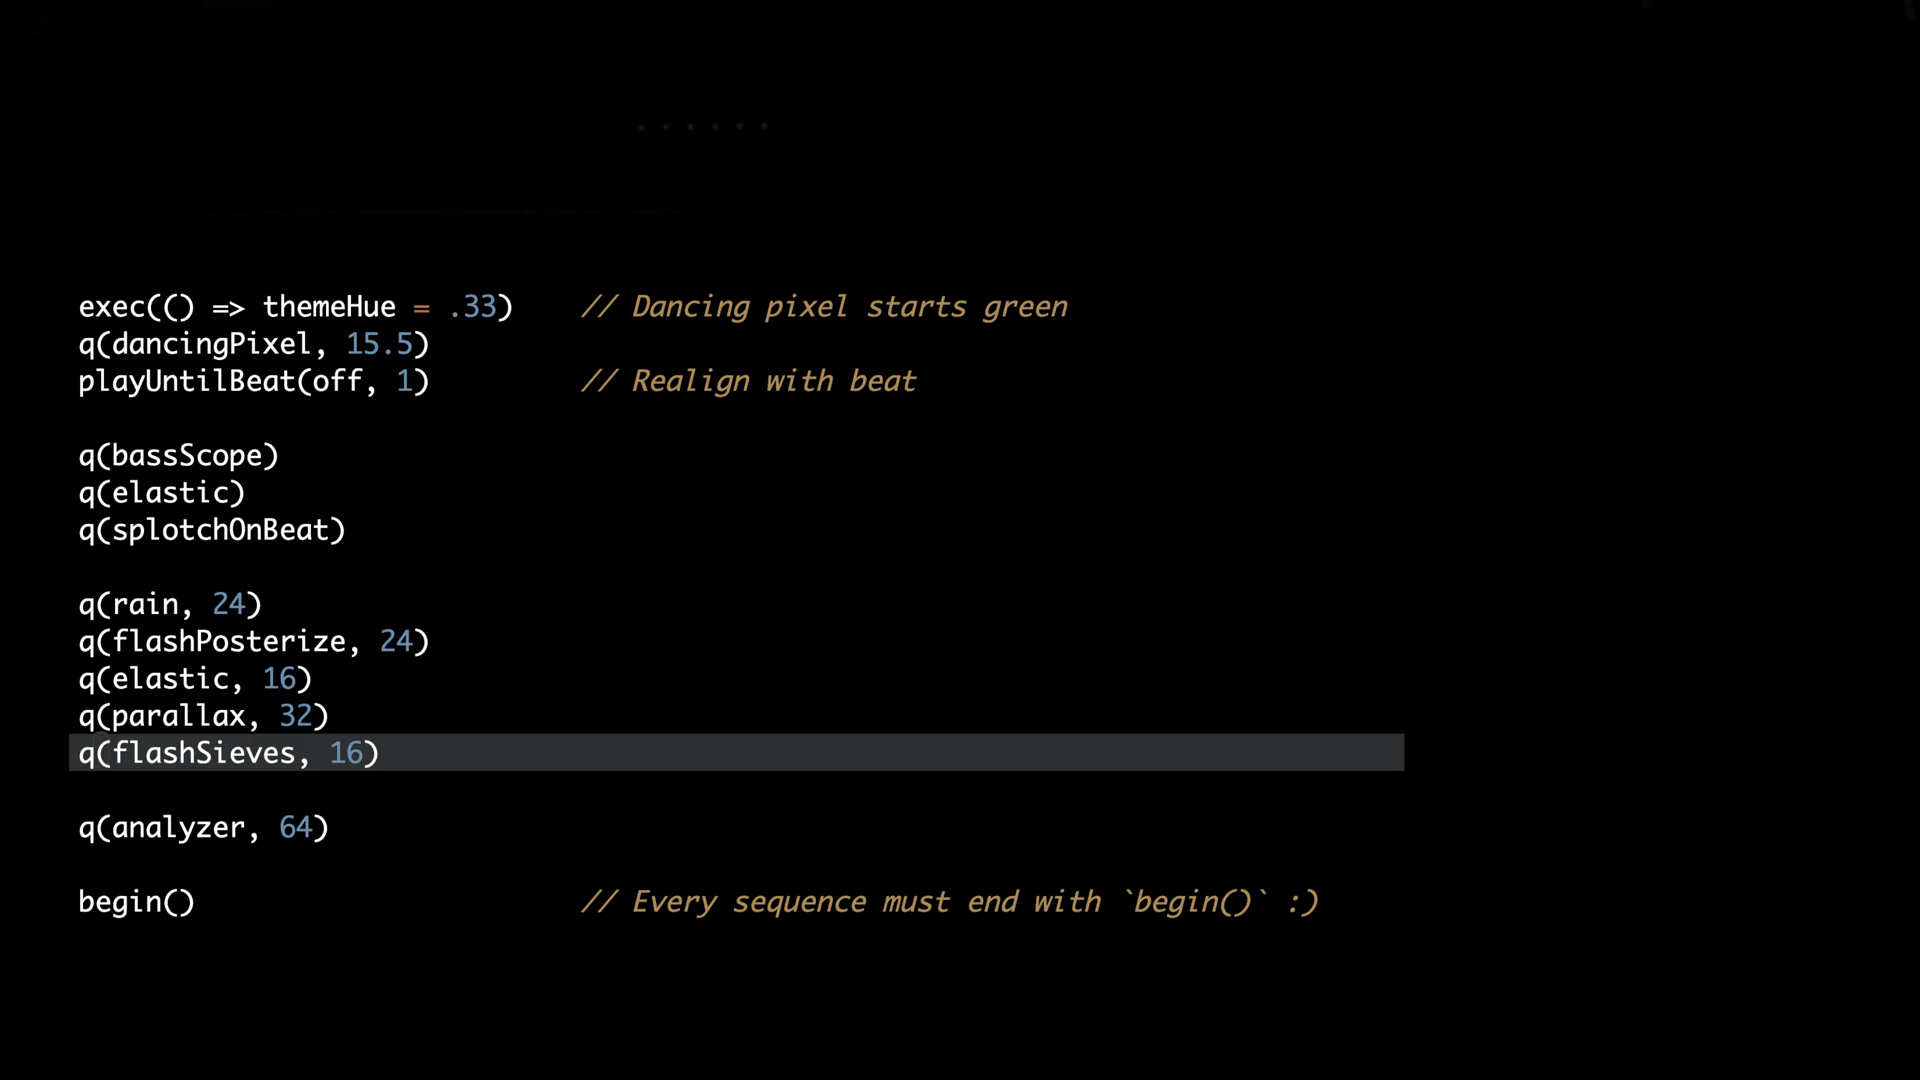 exec(() => themeHue = .33)    // Dancing pixel starts green
q(dancingPixel, 15.5)
playUntilBeat(off, 1)         // Realign with beat
q(bassScope)
q(elastic)
q(splotchOnBeat)
q(rain, 24)
q(flashPosterize, 24)
q(elastic, 16)
q(parallax, 32)
q(flashSieves, 16)
q(analyzer, 64)
begin()                       // Every sequence must end with `begin()` :)